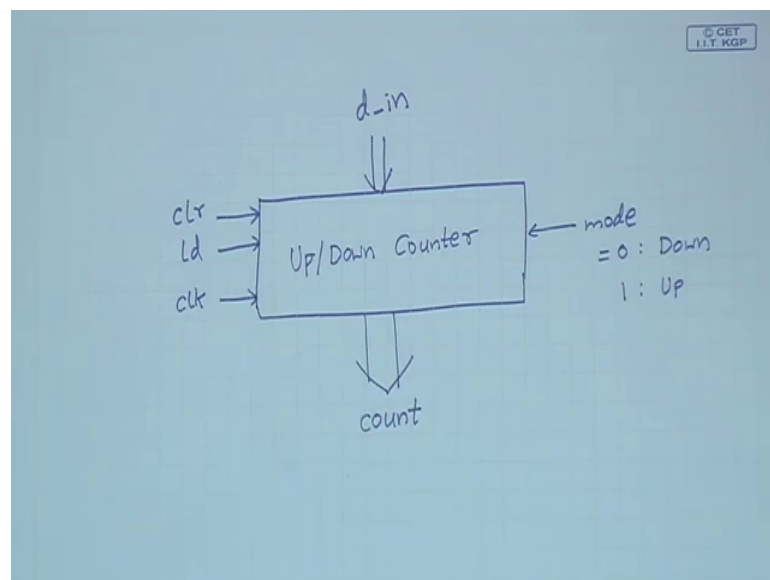 © CET
I.I.T. KGP
d_in
clr
ld
clk
Up/Down Counter
mode
=0 : Down
1 : Up
count